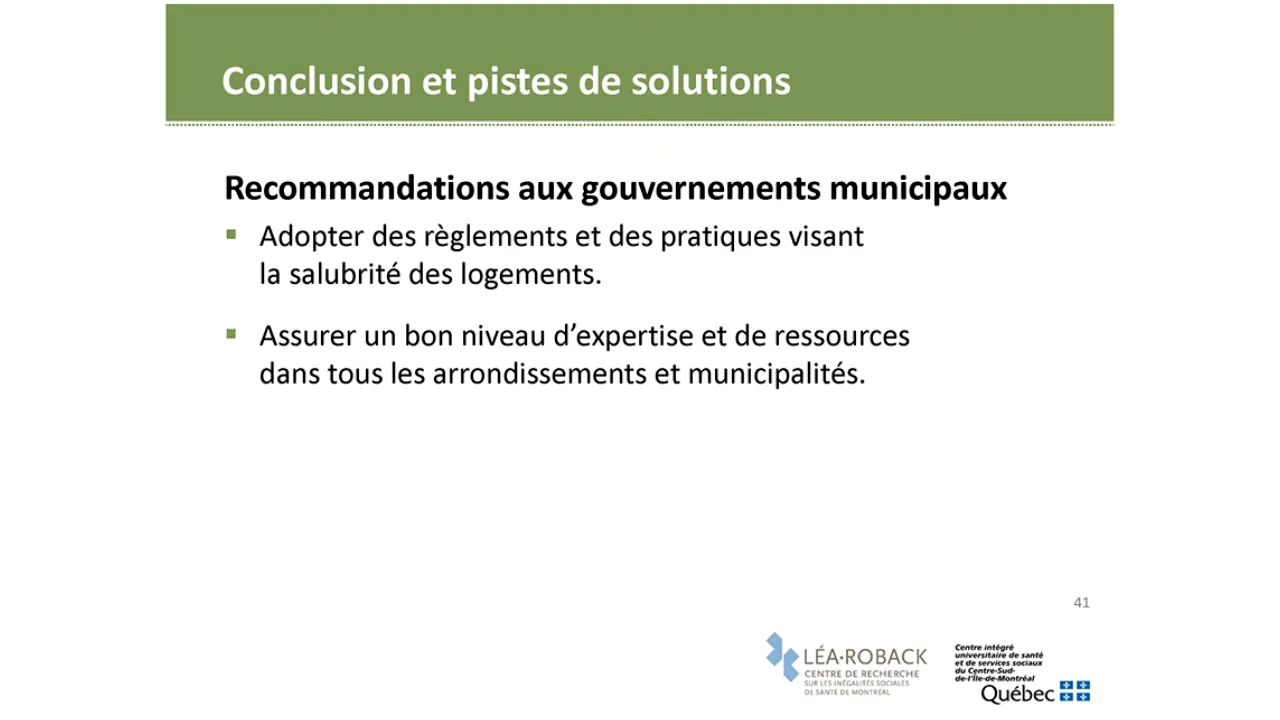 Conclusion et pistes de solutions
Recommandations aux gouvernements municipaux
▪ Adopter des règlements et des pratiques visant
la salubrité des logements.
▪ Assurer un bon niveau d’expertise et de ressources
dans tous les arrondissements et municipalités.
41
LÉA·ROBACK
CENTRE DE RECHERCHE
SUR LES INÉGALITÉS SOCIALES
DE SANTÉ DE MONTRÉAL
Centre intégré
universitaire de santé
et de services sociaux
du Centre-Sud-
de-l'Île-de-Montréal
Québec